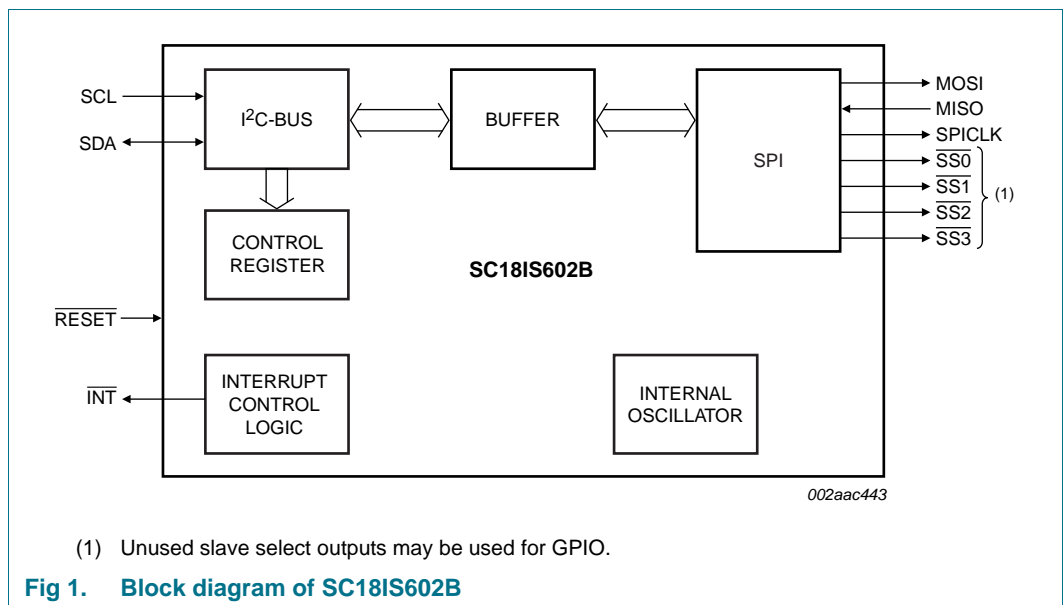 SCL
SDA
I²C-BUS
BUFFER
SPI
MOSI
MISO
SPICLK
SS0
SS1
SS2
SS3
(1)
CONTROL
REGISTER
SC18IS602B
RESET
INT
INTERRUPT
CONTROL
LOGIC
INTERNAL
OSCILLATOR
002aac443
(1) Unused slave select outputs may be used for GPIO.
Fig 1. Block diagram of SC18IS602B